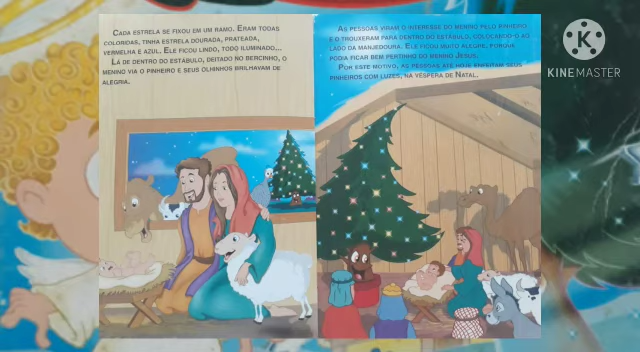 Cada estrela se fixou em um ramo. Eram todas
coloridas, tinha estrela dourada, prateada,
vermelha e azul. Ele ficou lindo, todo iluminado...
Lá de dentro do estábulo, deitado no bercinho, o
menino via o pinheiro e seus olhinhos brilhavam de
alegria.
As pessoas viram o interesse do menino pelo pinheiro
e o trouxeram para dentro do estábulo, colocando-o ao
lado da manjedoura. Ele ficou muito alegre, porque
podia ficar bem pertinho do menino Jesus.
Por este motivo, as pessoas até hoje enfeitam seus
pinheiros com luzes, na véspera de Natal.
K
KINEMASTER